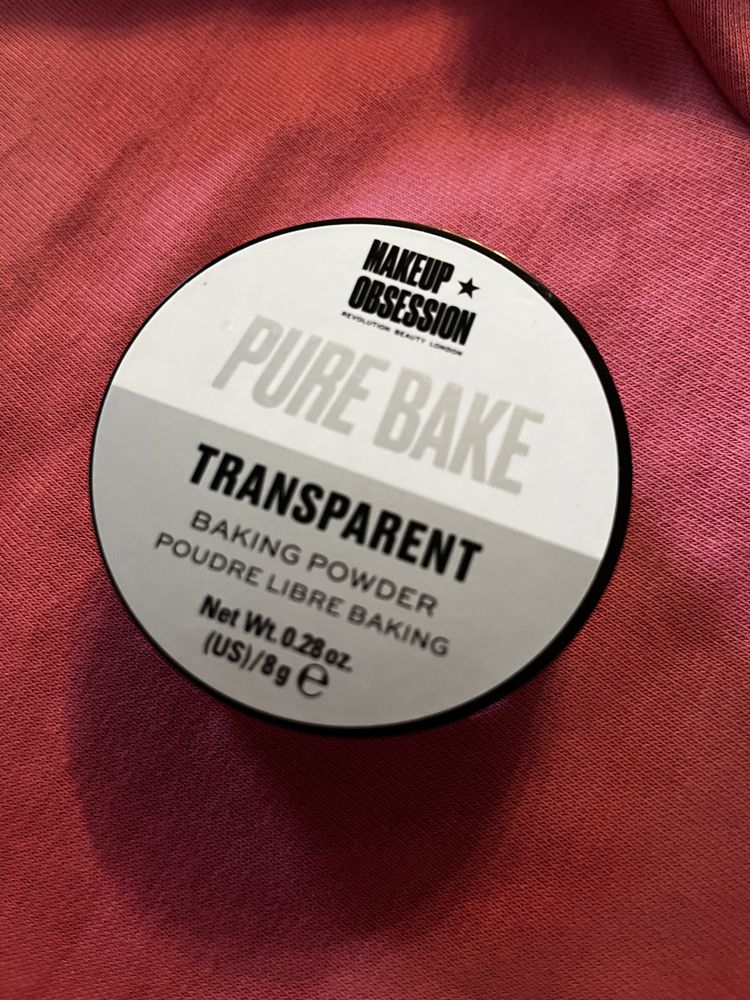 MAKEUP
OBSESSION
REVOLUTION BEAUTY LONDON
PURE BAKE
TRANSPARENT
BAKING POWDER
POUDRE LIBRE BAKING
Net Wt. 0.28 oz.
(US)/8 g ℮